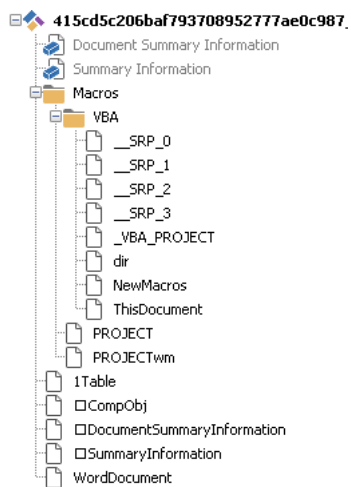 415cd5c206baf793708952777ae0c987_
Document Summary Information
Summary Information
Macros
VBA
__SRP_0
__SRP_1
__SRP_2
__SRP_3
_VBA_PROJECT
dir
NewMacros
ThisDocument
PROJECT
PROJECTwm
1Table
□CompObj
□DocumentSummaryInformation
□SummaryInformation
WordDocument